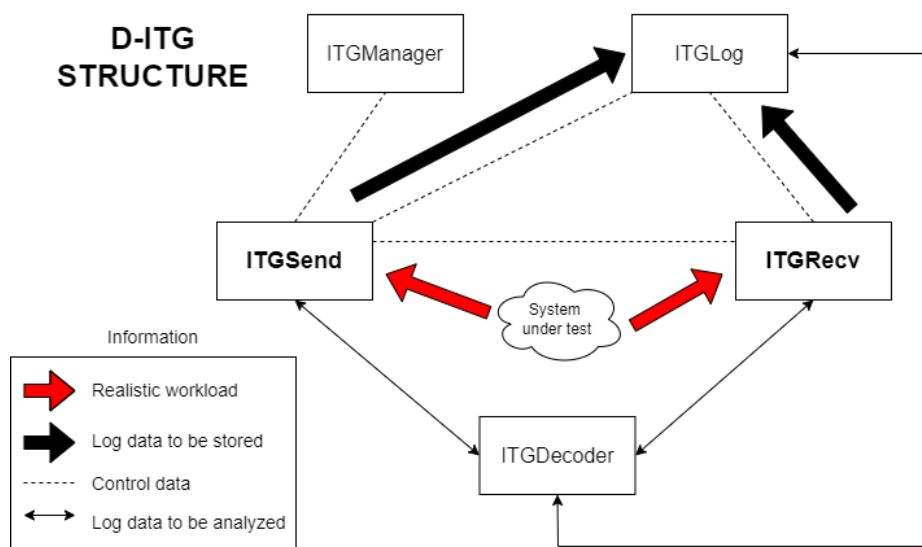 D-ITG
STRUCTURE
ITGManager
ITGLog
ITGSend
ITGRecv
System
under test
Information
Realistic workload
Log data to be stored
Control data
Log data to be analyzed
ITGDecoder